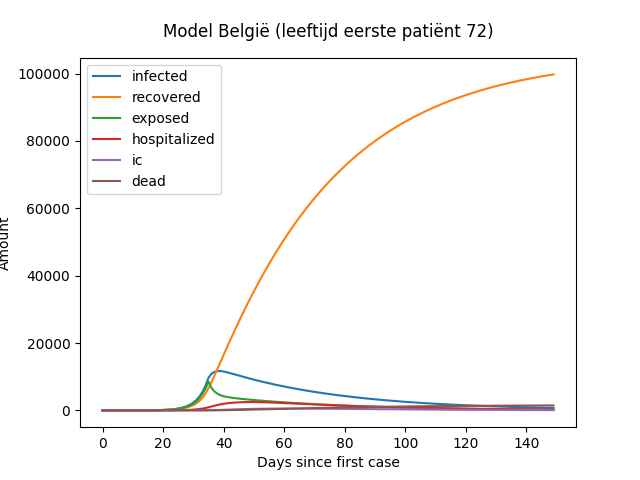 Model België (leeftijd eerste patiënt 72)
infected
recovered
exposed
hospitalized
ic
dead
100000
80000
60000
40000
20000
0
Amount
0 20 40 60 80 100 120 140
Days since first case